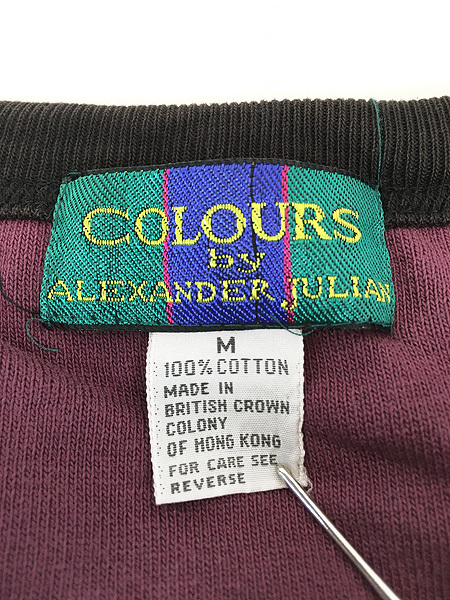 COLOURS
by
ALEXANDER JULIAN
M
100% COTTON
MADE IN
BRITISH CROWN
COLONY
OF HONG KONG
FOR CARE SEE
REVERSE